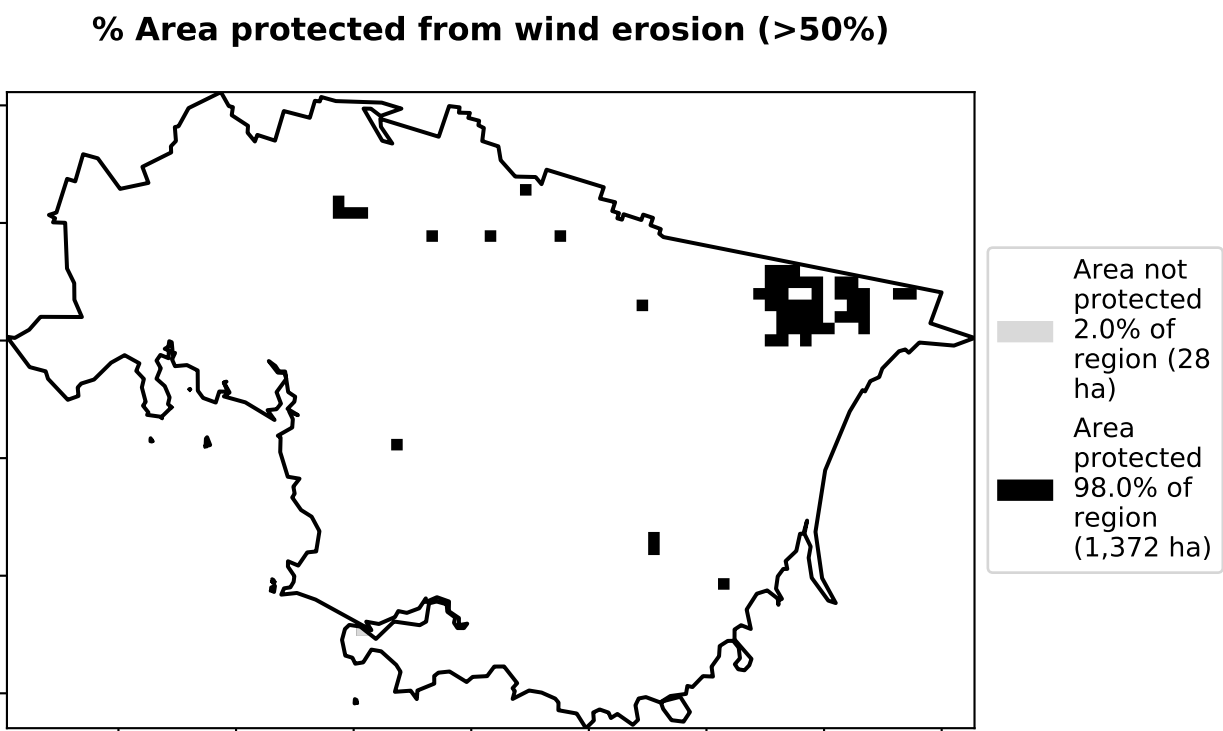 % Area protected from wind erosion (>50%)
Area not
protected
2.0% of
region (28
ha)
Area
protected
98.0% of
region
(1,372 ha)